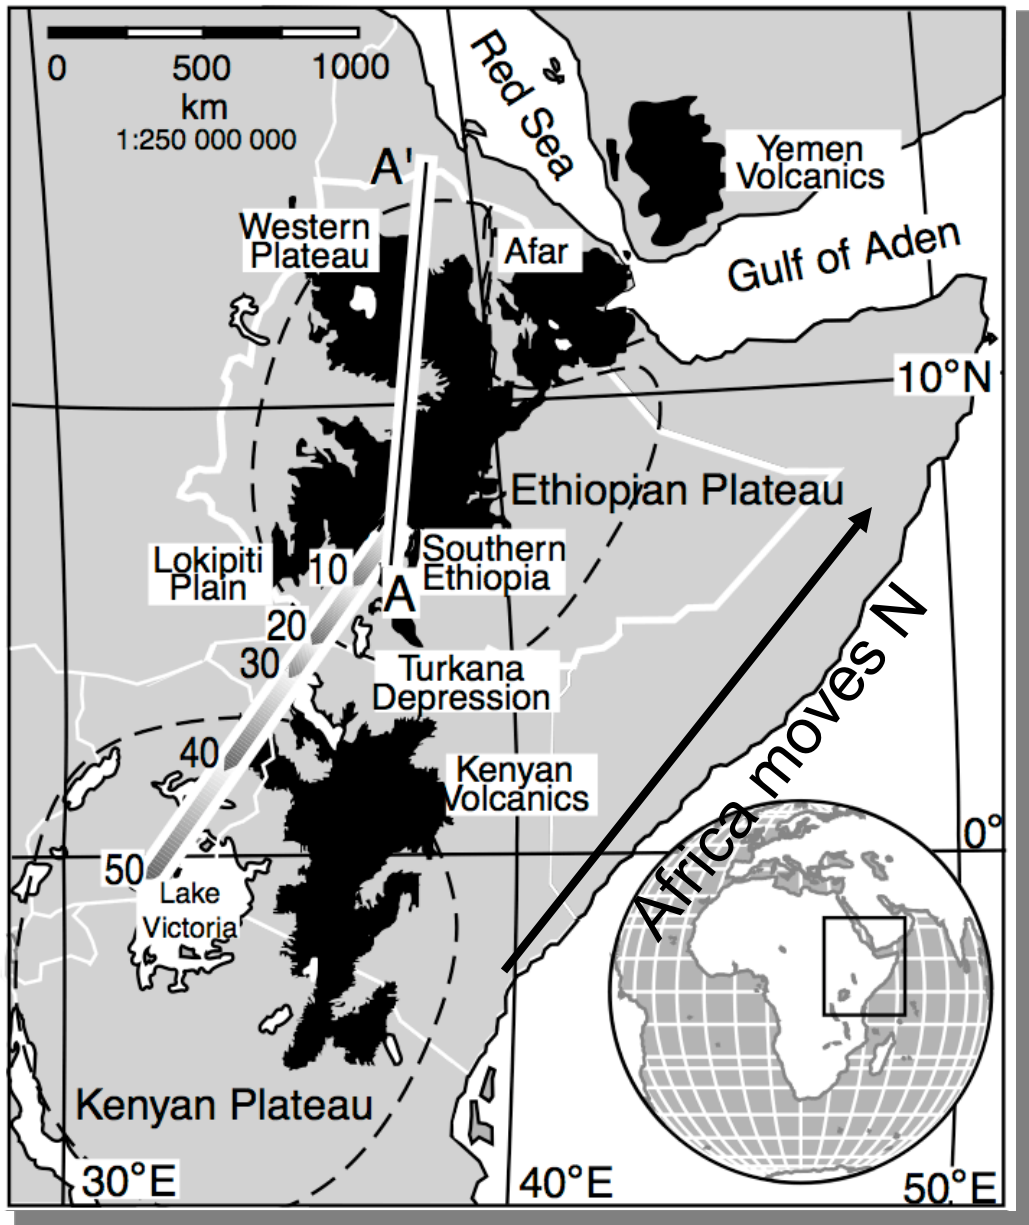 0 500 1000
km
1:250 000 000
Red Sea
A'
Yemen
Volcanics
Western
Plateau
Afar
Gulf of Aden
10°N
Ethiopian Plateau
Lokipiti
Plain
10
Southern
Ethiopia
A
20
30
Turkana
Depression
40
Kenyan
Volcanics
Africa moves N
0°
50
Lake
Victoria
Kenyan Plateau
30°E
40°E
50°E